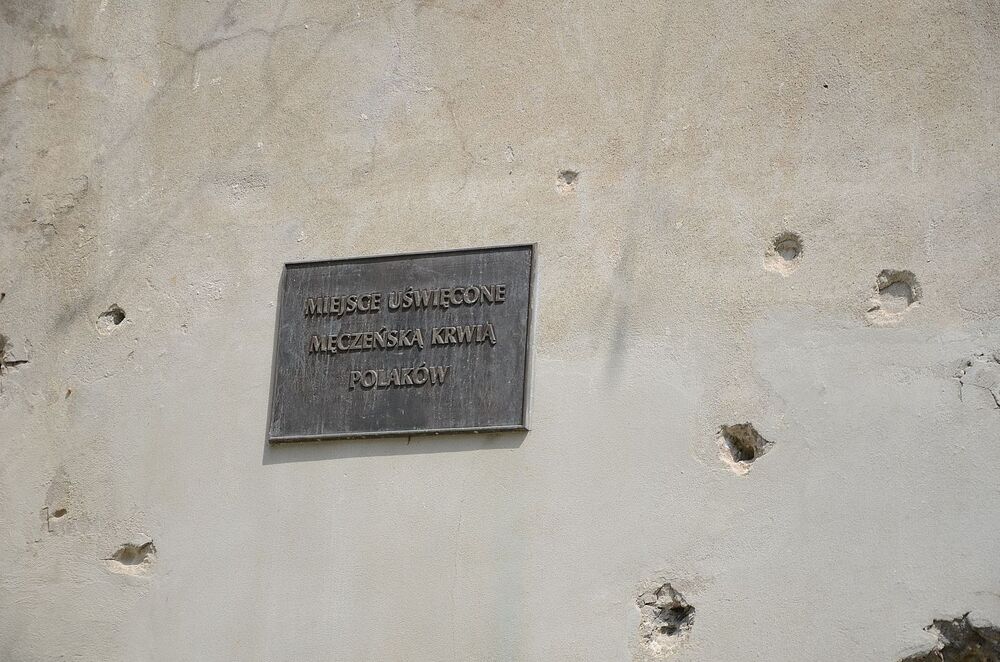 MIEJSCE UŚWIĘCONE
MĘCZEŃSKĄ KRWIĄ
POLAKÓW